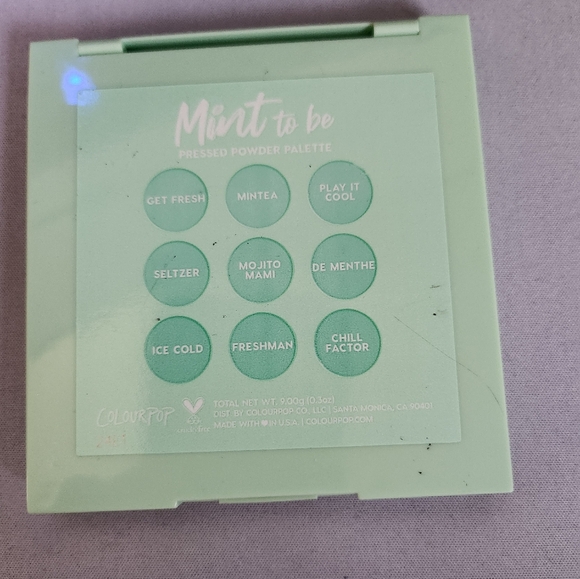 Mint to be
PRESSED POWDER PALETTE
GET FRESH
MINTEA
PLAY IT
COOL
SELTZER
MOJITO
MAMI
DE MENTHE
ICE COLD
FRESHMAN
CHILL
FACTOR
COLOURPOP
TOTAL NET WT. 9.00g (0.3oz)
DIST. BY COLOURPOP CO., LLC | SANTA MONICA, CA 90401
MADE WITH ♥ IN U.S.A. | COLOURPOP.COM